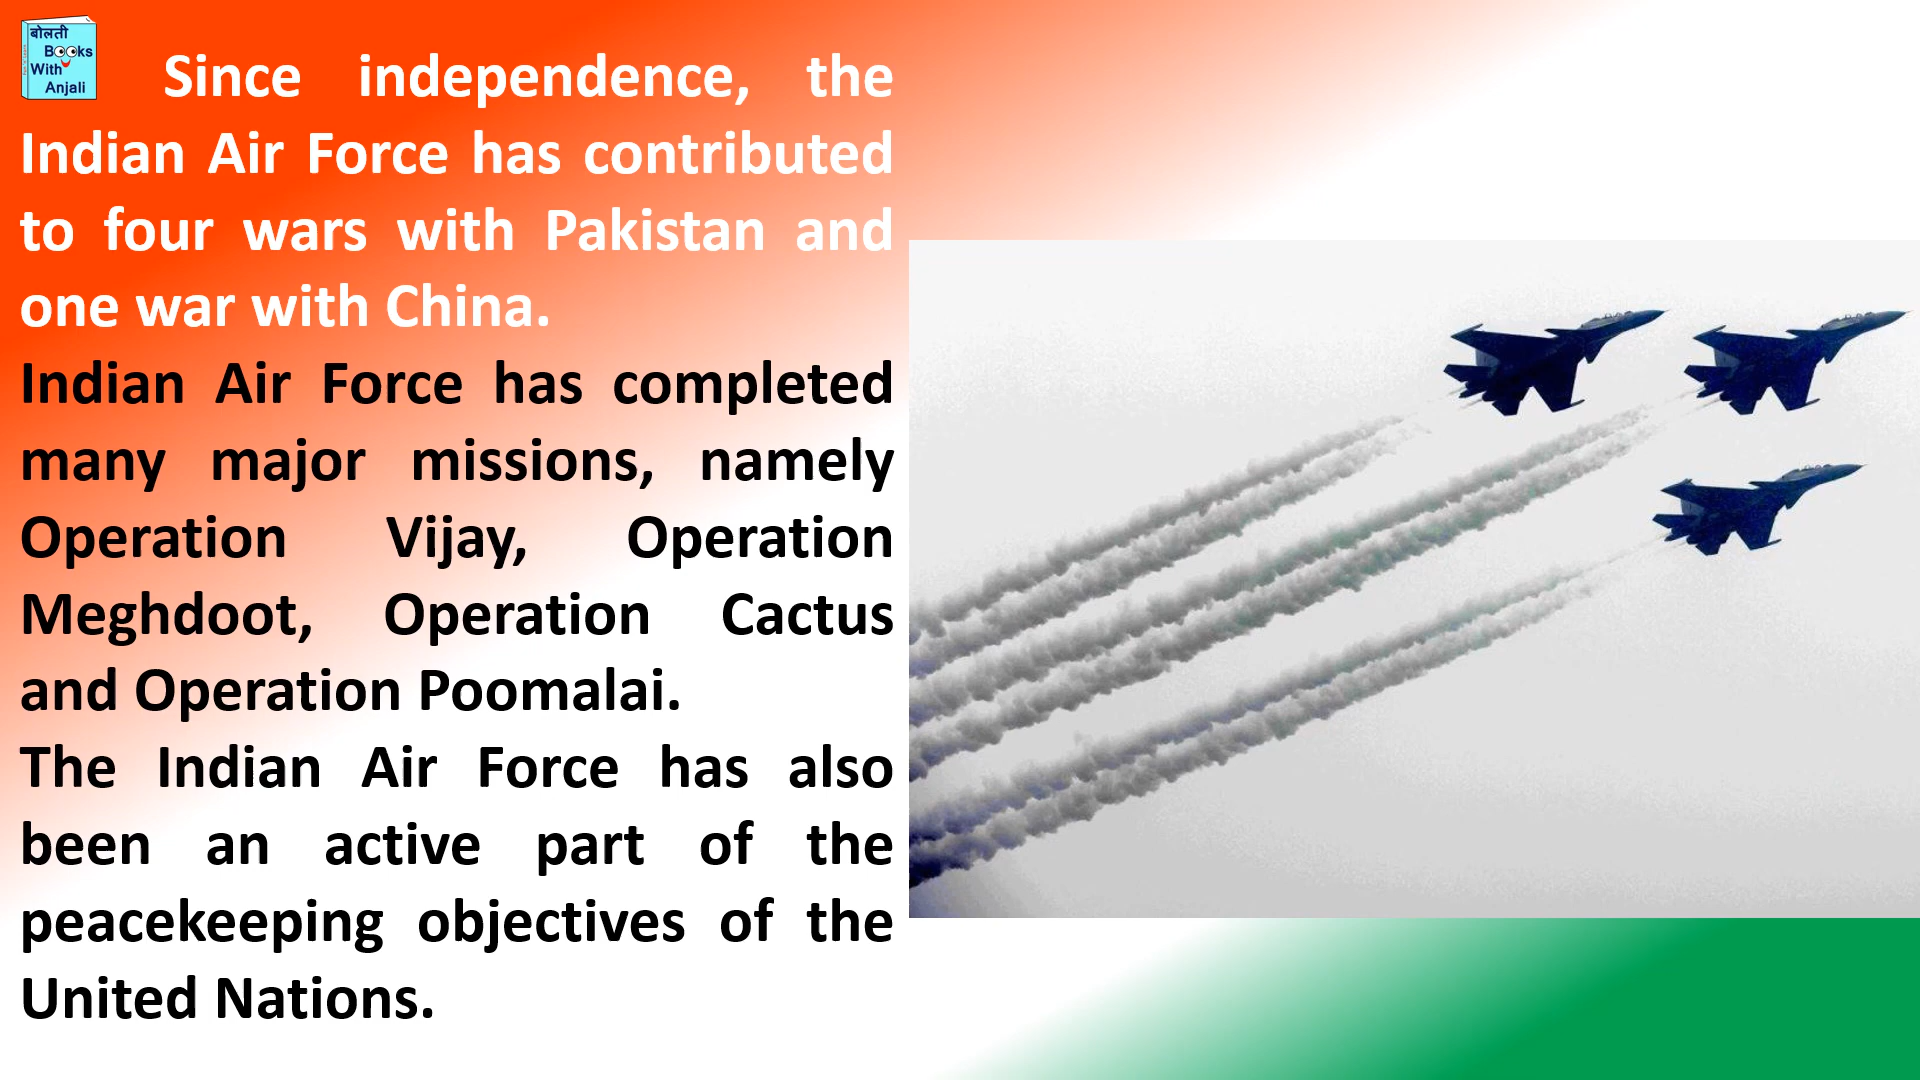 बोलती
Books
With
Anjali
Since independence, the
Indian Air Force has contributed
to four wars with Pakistan and
one war with China.
Indian Air Force has completed
many major missions, namely
Operation Vijay, Operation
Meghdoot, Operation Cactus
and Operation Poomalai.
The Indian Air Force has also
been an active part of the
peacekeeping objectives of the
United Nations.